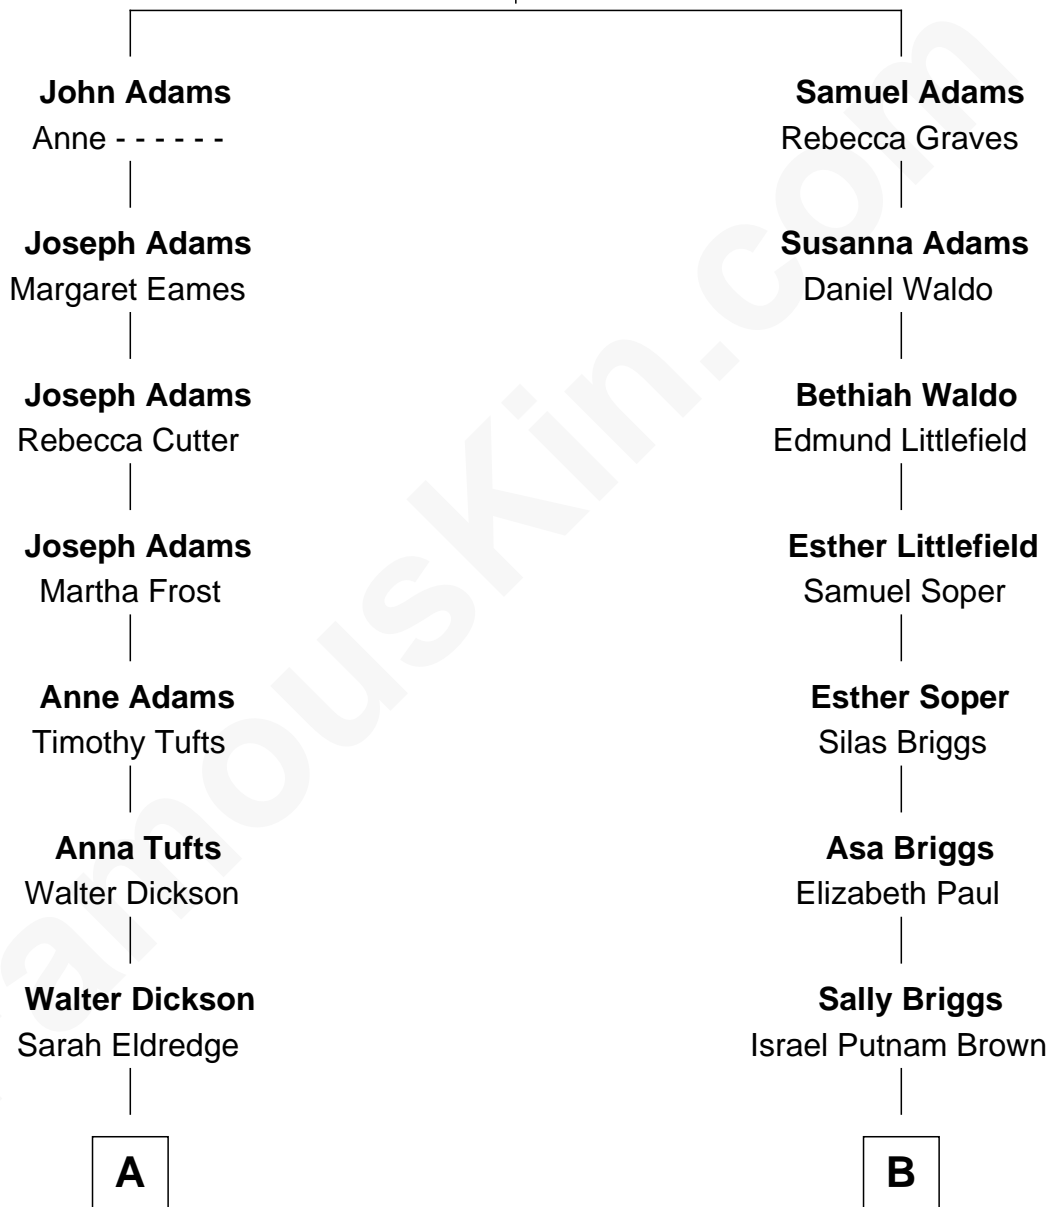 John Adams
Anne - - - - - -
Joseph Adams
Margaret Eames
Joseph Adams
Rebecca Cutter
Joseph Adams
Martha Frost
Anne Adams
Timothy Tufts
Anna Tufts
Walter Dickson
Walter Dickson
Sarah Eldredge
A
Samuel Adams
Rebecca Graves
Susanna Adams
Daniel Waldo
Bethiah Waldo
Edmund Littlefield
Esther Littlefield
Samuel Soper
Esther Soper
Silas Briggs
Asa Briggs
Elizabeth Paul
Sally Briggs
Israel Putnam Brown
B
amouskin.com